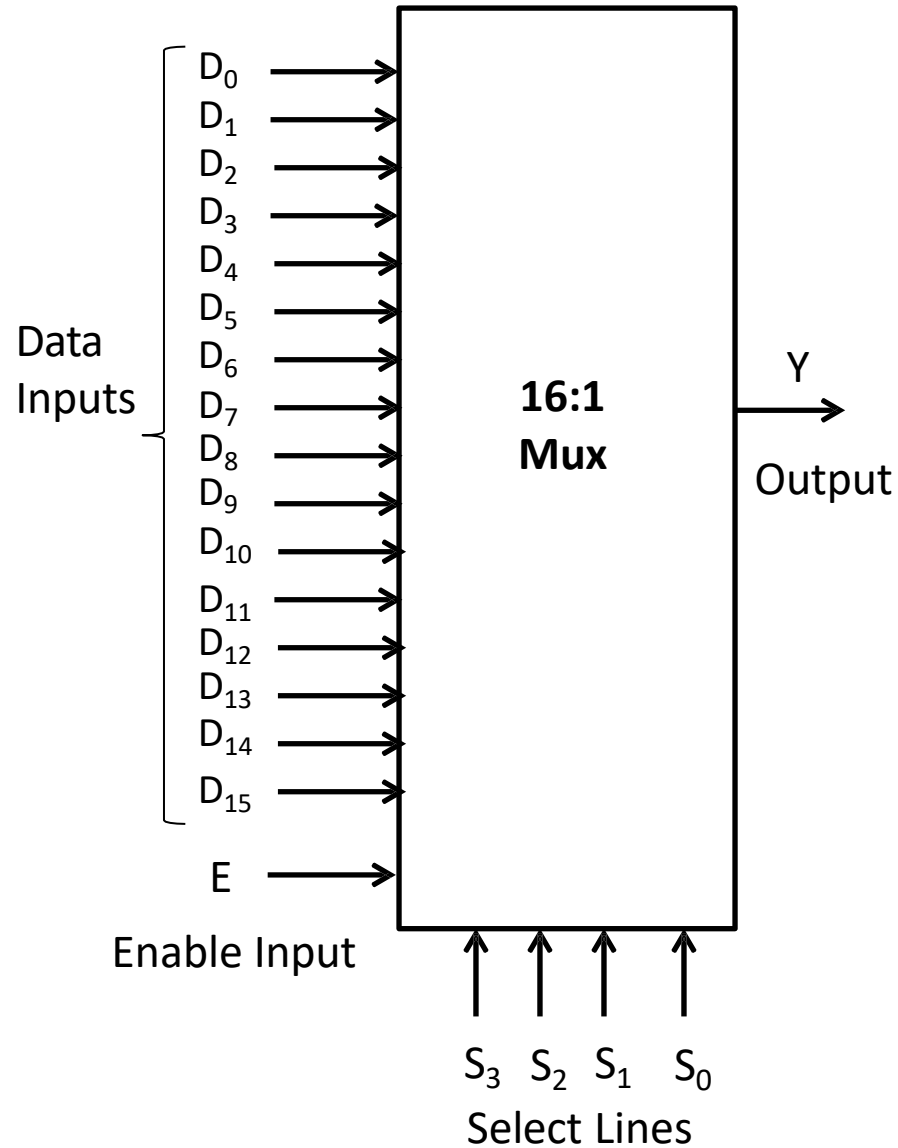 D₀
D₁
D₂
D₃
D₄
D₅
D₆
D₇
D₈
D₉
D₁₀
D₁₁
D₁₂
D₁₃
D₁₄
D₁₅
Data
Inputs
E
Enable Input
16:1
Mux
Y
Output
S₃ S₂ S₁ S₀
Select Lines